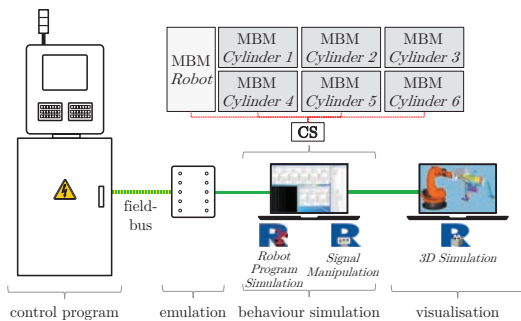 MBM
Robot
MBM
Cylinder 1
MBM
Cylinder 2
MBM
Cylinder 3
MBM
Cylinder 4
MBM
Cylinder 5
MBM
Cylinder 6
CS
field-
bus
R
R
R
Robot
Program
Simulation
Signal
Manipulation
3D Simulation
control program
emulation
behaviour simulation
visualisation